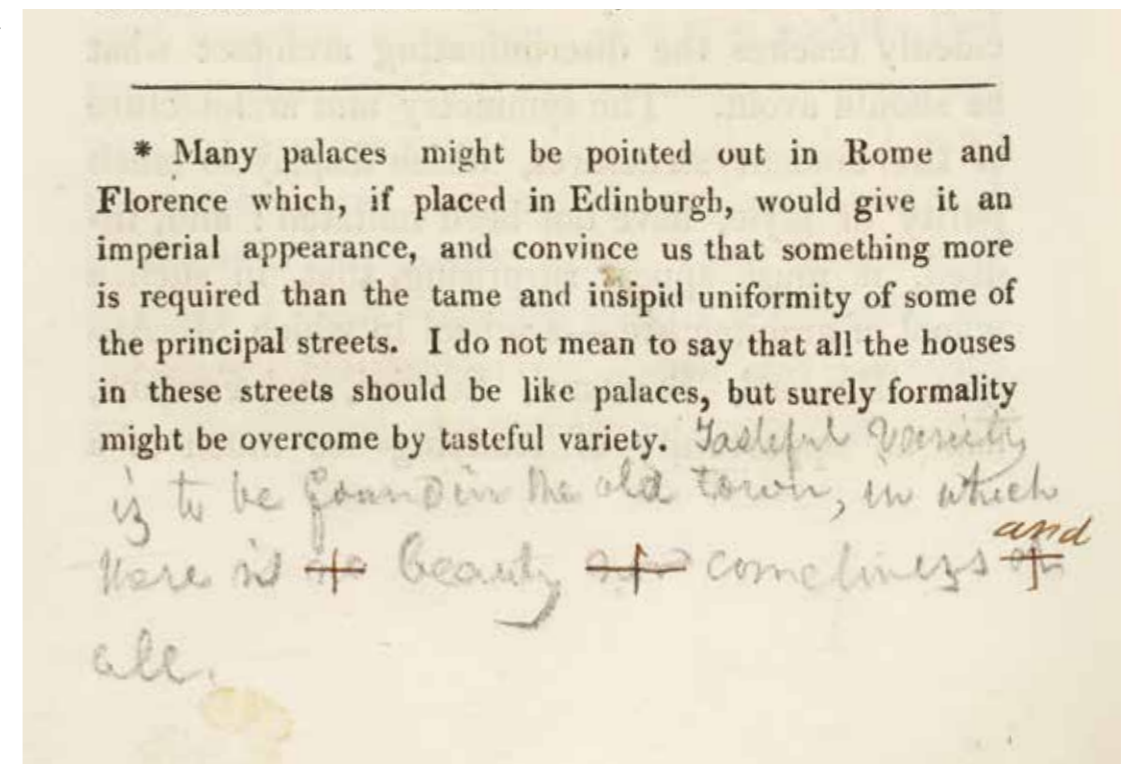 * Many palaces might be pointed out in Rome and
Florence which, if placed in Edinburgh, would give it an
imperial appearance, and convince us that something more
is required than the tame and insipid uniformity of some of
the principal streets. I do not mean to say that all the houses
in these streets should be like palaces, but surely formality
might be overcome by tasteful variety. Tasteful Variety
is to be found in the old town, in which
there is no beauty nor comeliness and at
all.